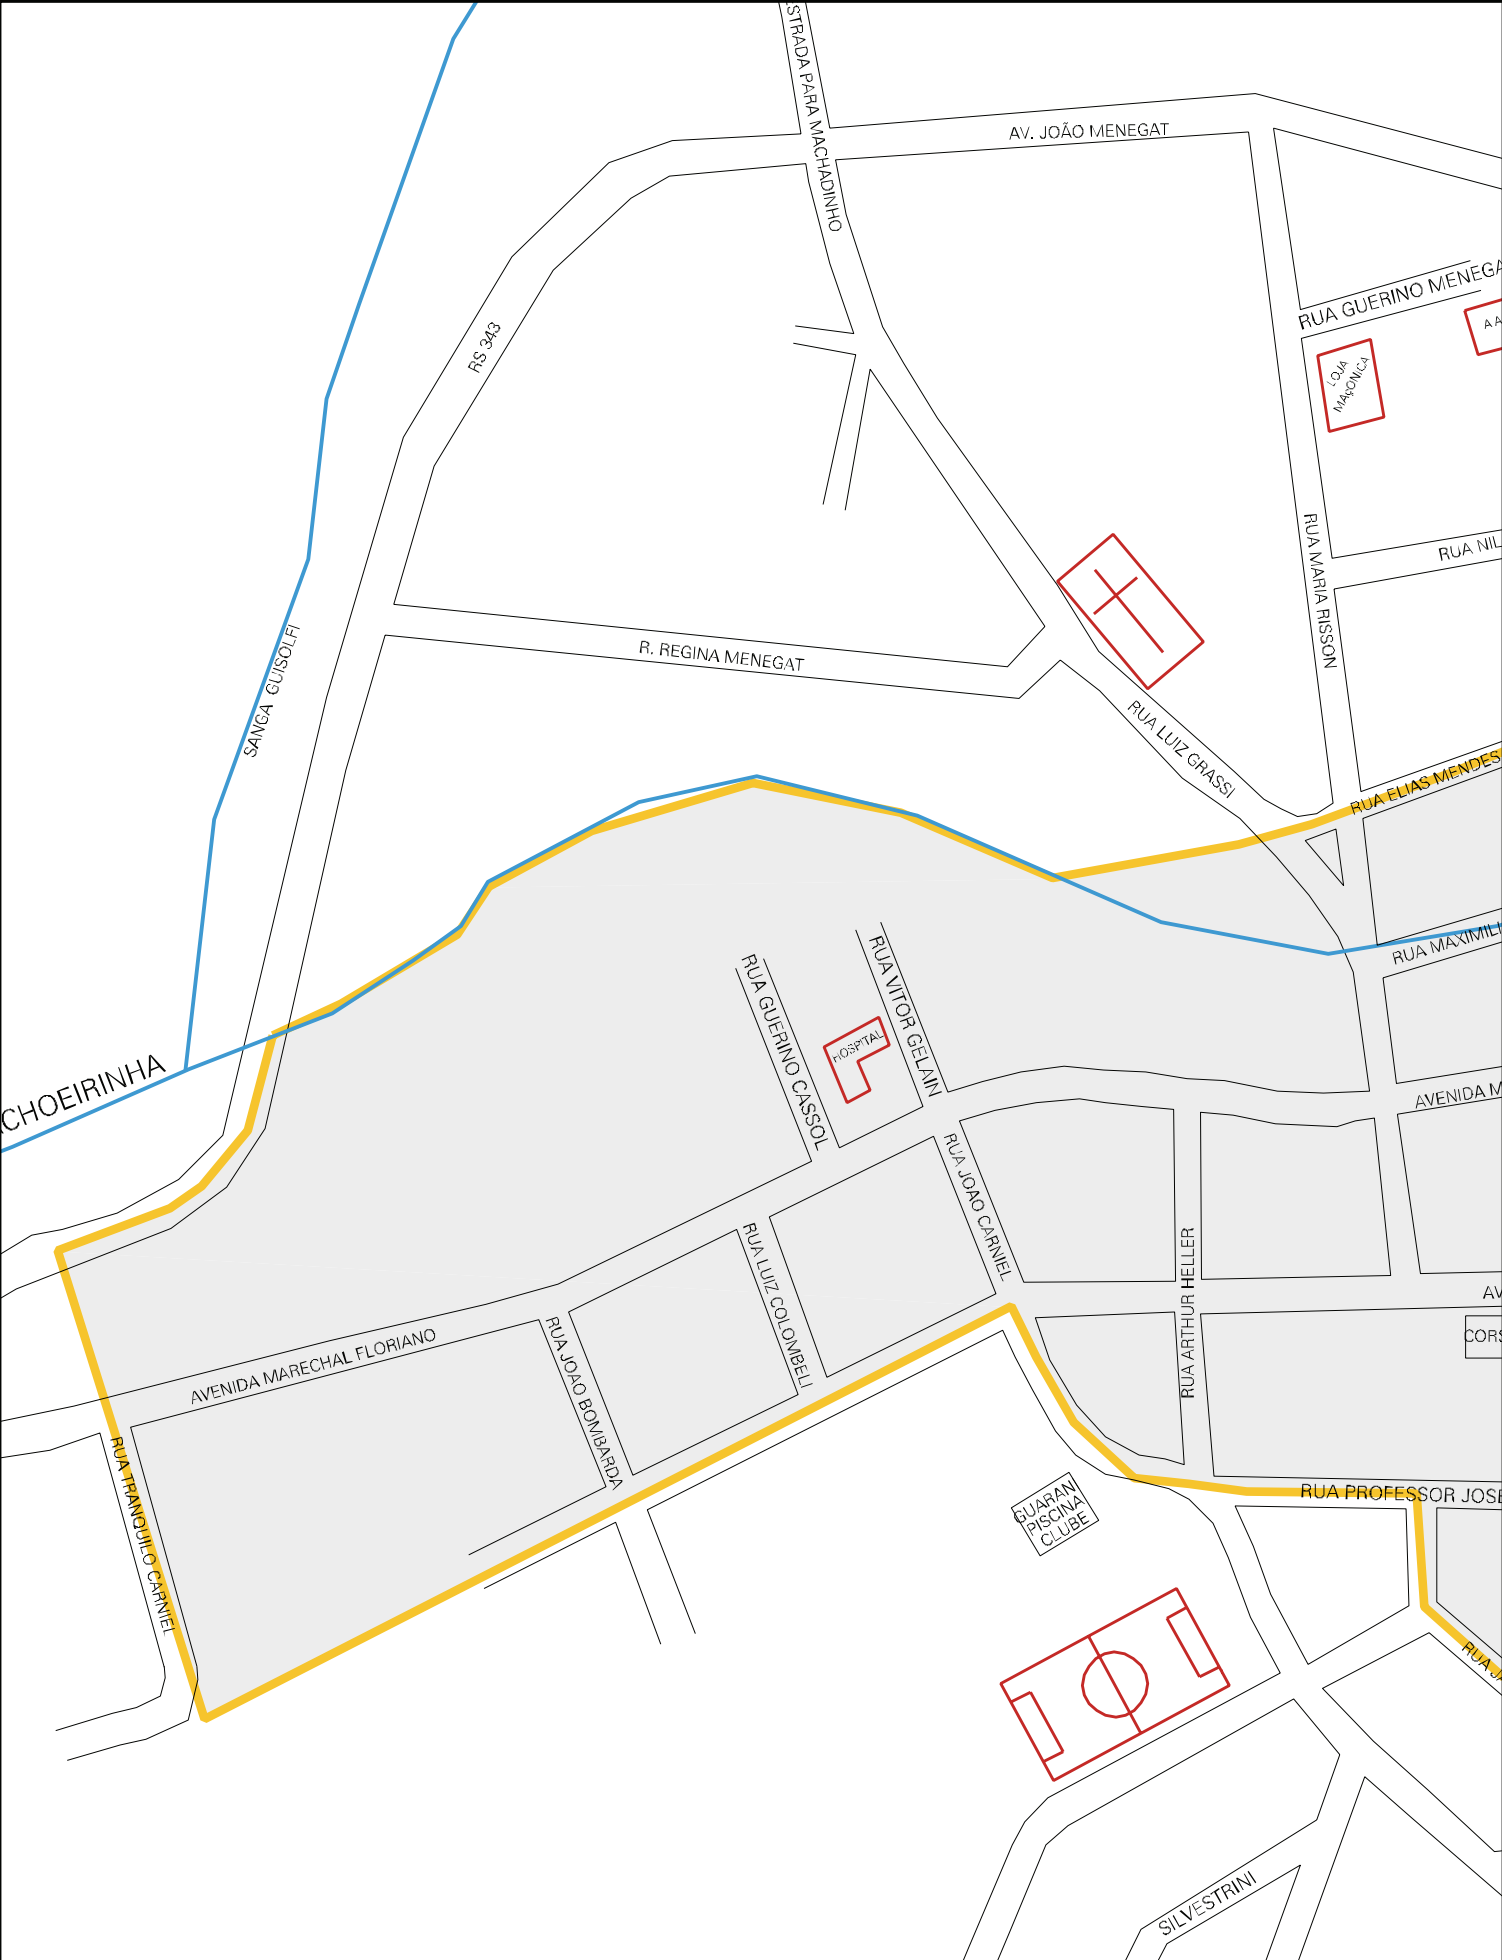 ESTRADA PARA MACHADINHO
AV. JOÃO MENEGAT
RUA GUERINO MENEGA
A A
LOJA
MAÇONICA
RS 343
RUA NIL
RUA MARIA RISSON
SANGA GUISOLFI
R. REGINA MENEGAT
RUA LUIZ GRASSI
RUA ELIAS MENDES
RUA MAXIMILI
RUA VITOR GELAIN
RUA GUERINO CASSOL
HOSPITAL
CHOEIRINHA
AVENIDA M
RUA JOAO CARNIEL
RUA LUIZ COLOMBELI
RUA ARTHUR HELLER
AV
CORS
AVENIDA MARECHAL FLORIANO
RUA JOAO BOMBARDA
RUA TRANQUILO CARNIEL
RUA PROFESSOR JOSE
GUARAN
PISCINA
CLUBE
RUA J
SILVESTRINI